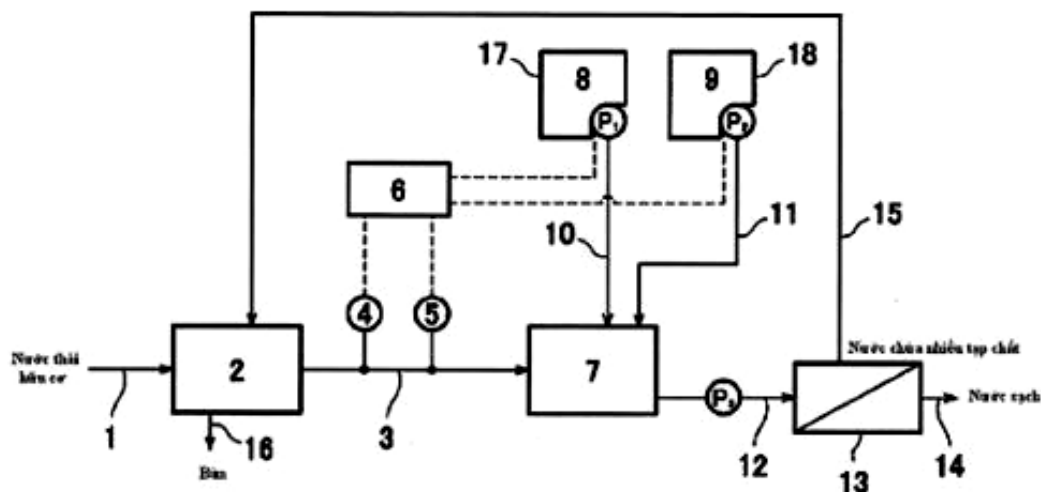 17
8
P₁
9
P₂
18
6
10
11
15
4
5
Nước thải
hữu cơ
2
7
Nước chứa nhiều tạp chất
P₃
Nước sạch
1
16
3
12
13
14
Bùn